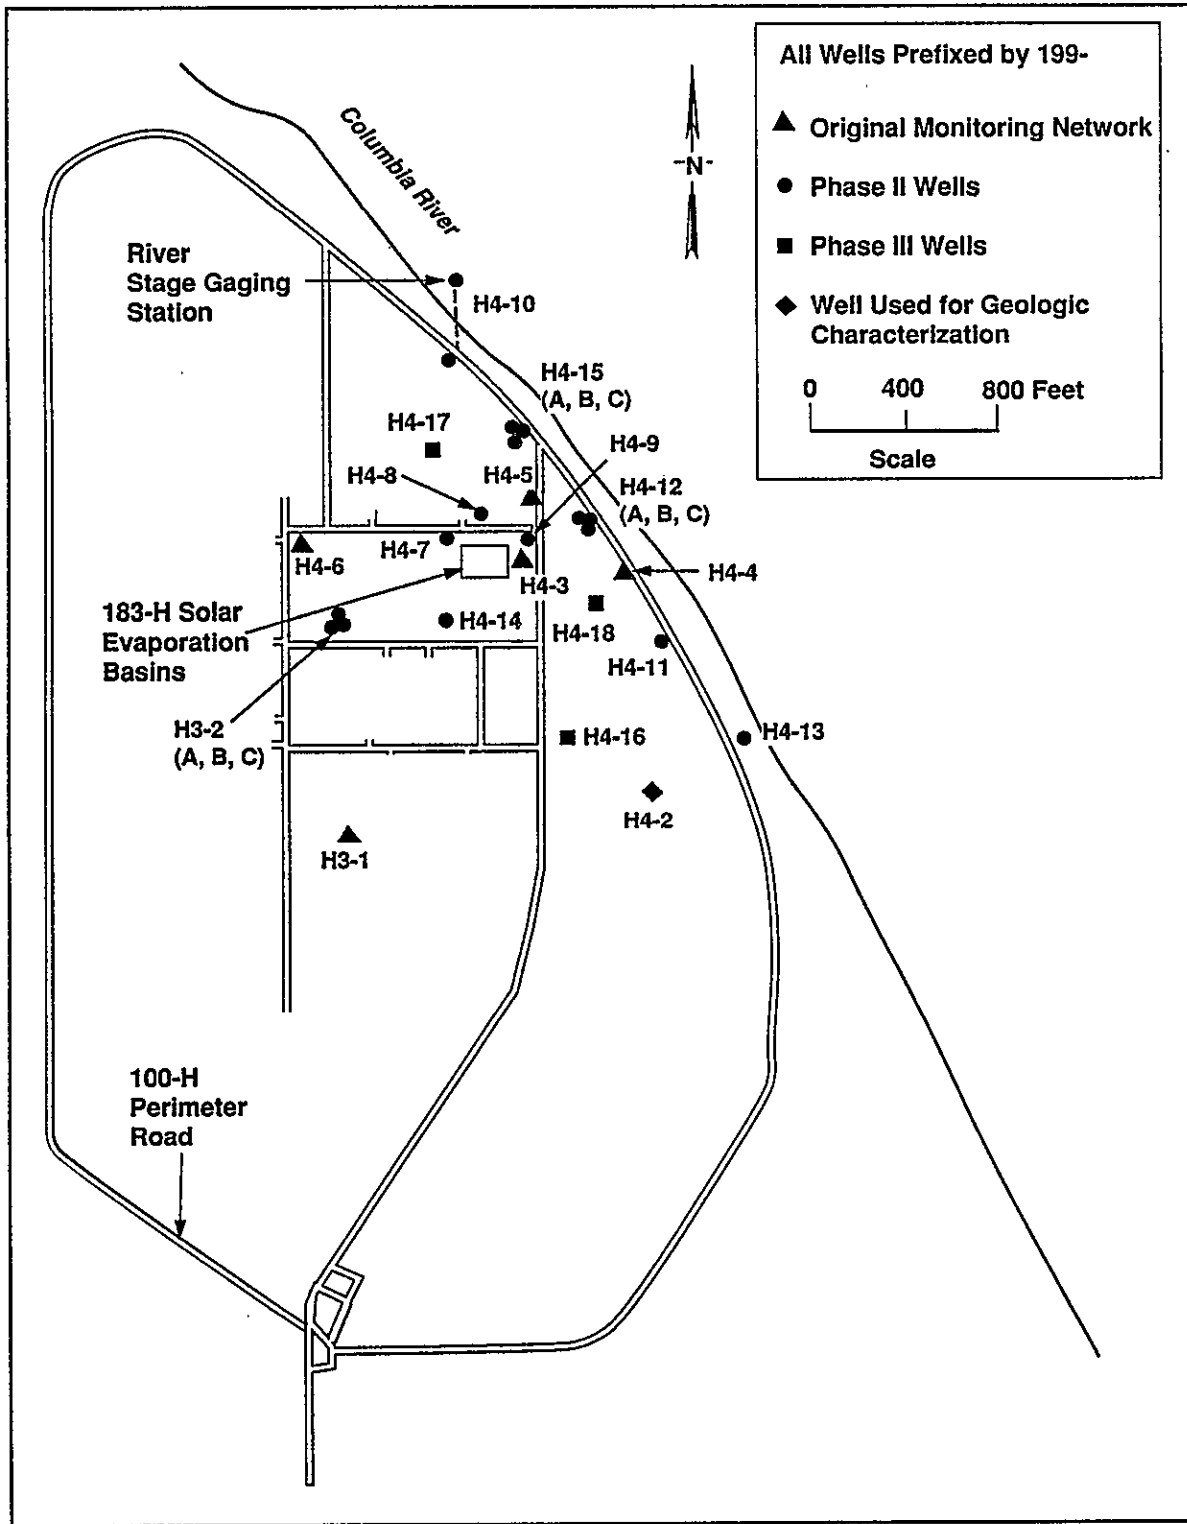 All Wells Prefixed by 199-
Original Monitoring Network
Phase II Wells
Phase III Wells
Well Used for Geologic
Characterization
0 400 800 Feet
Scale
-N-
Columbia River
River
Stage Gaging
Station
H4-10
H4-15
(A, B, C)
H4-17
H4-9
H4-5
H4-8
H4-12
(A, B, C)
H4-6
H4-7
H4-3
H4-4
183-H Solar
Evaporation
Basins
H4-14
H4-18
H4-11
H3-2
(A, B, C)
H4-16
H4-13
H4-2
H3-1
100-H
Perimeter
Road